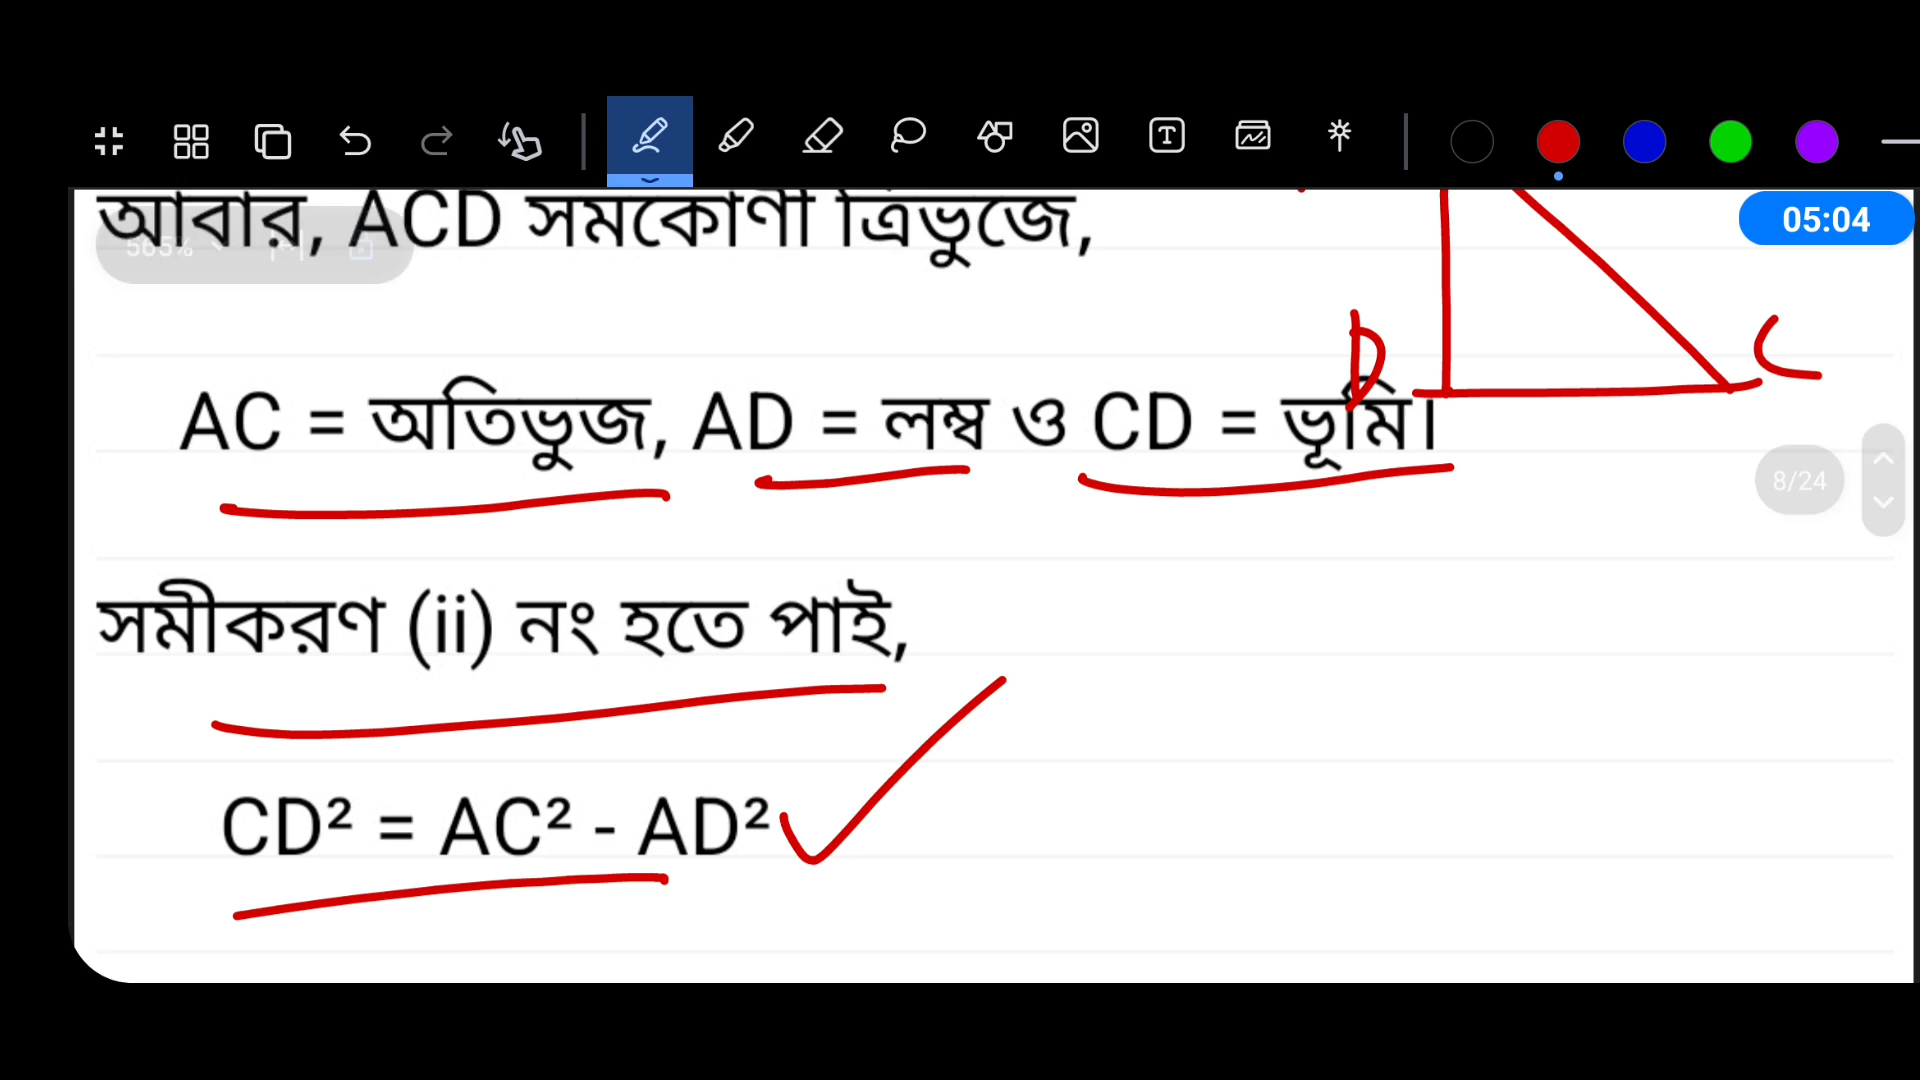 05:04
আবার, ACD সমকোণী ত্রিভুজে,
565%
D
C
AC = অতিভুজ, AD = লম্ব ও CD = ভূমি।
8/24
সমীকরণ (ii) নং হতে পাই,
CD² = AC² - AD²